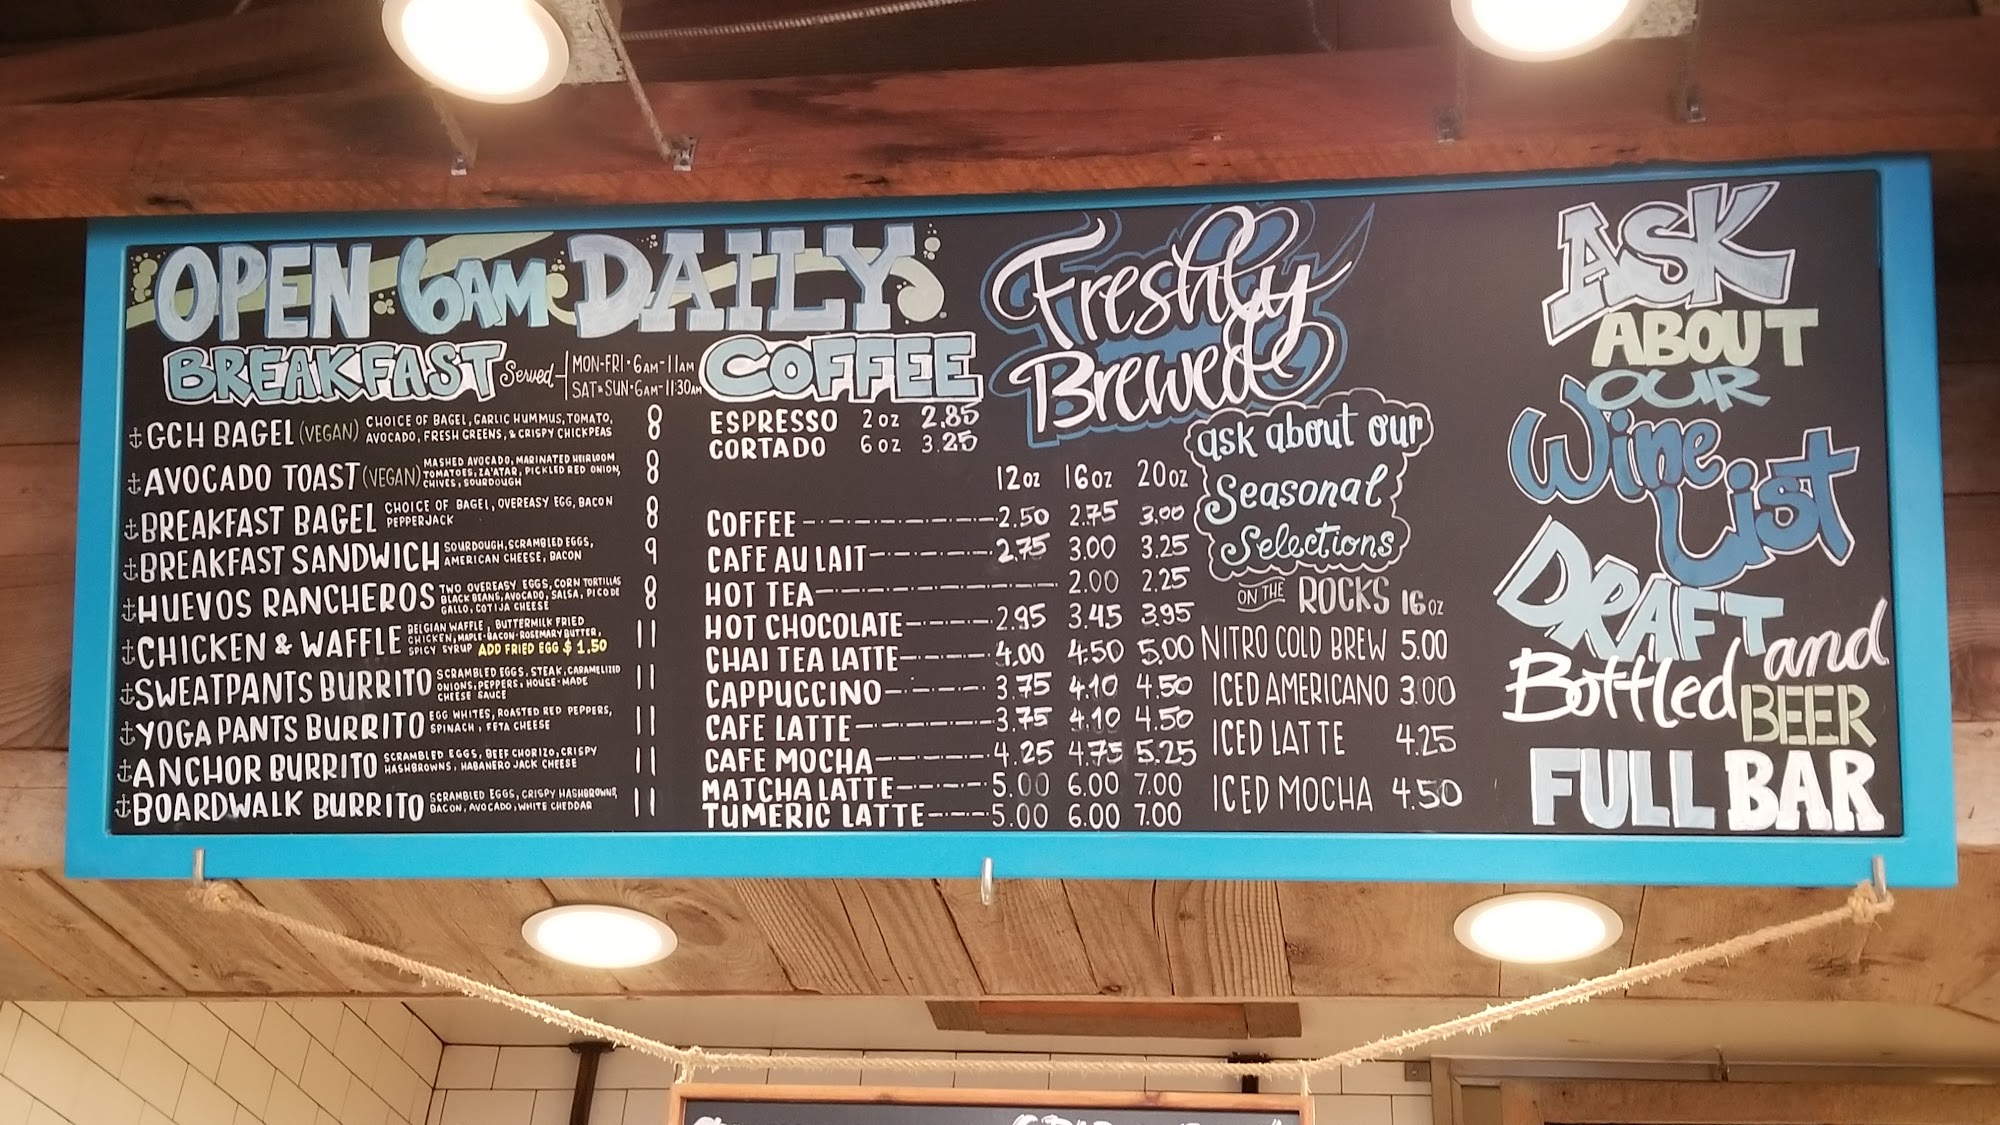 OPEN 6AM DAILY
BREAKFAST Served MON-FRI • 6AM-11AM
SAT & SUN • 6AM-11:30AM
GCH BAGEL (VEGAN) CHOICE OF BAGEL, GARLIC HUMMUS, TOMATO,
AVOCADO, FRESH GREENS, & CRISPY CHICKPEAS 8
AVOCADO TOAST (VEGAN) MASHED AVOCADO, MARINATED HEIRLOOM
TOMATOES, ZA'ATAR, PICKLED RED ONION,
CHIVES, SOURDOUGH 8
BREAKFAST BAGEL CHOICE OF BAGEL, OVEREASY EGG, BACON
PEPPERJACK 8
BREAKFAST SANDWICH SOURDOUGH, SCRAMBLED EGGS,
AMERICAN CHEESE, BACON 9
HUEVOS RANCHEROS TWO OVEREASY EGGS, CORN TORTILLAS
BLACK BEANS, AVOCADO, SALSA, PICO DE
GALLO, COTIJA CHEESE 8
CHICKEN & WAFFLE BELGIAN WAFFLE, BUTTERMILK FRIED
CHICKEN, MAPLE-BACON-ROSEMARY BUTTER,
SPICY SYRUP ADD FRIED EGG $1.50 11
SWEATPANTS BURRITO SCRAMBLED EGGS, STEAK, CARAMELIZED
ONIONS, PEPPERS, HOUSE-MADE
CHEESE SAUCE 11
YOGA PANTS BURRITO EGG WHITES, ROASTED RED PEPPERS,
SPINACH, FETA CHEESE 11
ANCHOR BURRITO SCRAMBLED EGGS, BEEF CHORIZO, CRISPY
HASHBROWNS, HABANERO JACK CHEESE 11
BOARDWALK BURRITO SCRAMBLED EGGS, CRISPY HASHBROWNS,
BACON, AVOCADO, WHITE CHEDDAR 11
COFFEE
ESPRESSO 2oz 2.85
CORTADO 6oz 3.25
12oz 16oz 20oz
COFFEE 2.50 2.75 3.00
CAFE AU LAIT 2.75 3.00 3.25
HOT TEA 2.00 2.25
HOT CHOCOLATE 2.95 3.45 3.95
CHAI TEA LATTE 4.00 4.50 5.00
CAPPUCCINO 3.75 4.10 4.50
CAFE LATTE 3.75 4.10 4.50
CAFE MOCHA 4.25 4.75 5.25
MATCHA LATTE 5.00 6.00 7.00
TUMERIC LATTE 5.00 6.00 7.00
Freshly
Brewed
ask about our
Seasonal
Selections
ON THE ROCKS 16oz
NITRO COLD BREW 5.00
ICED AMERICANO 3.00
ICED LATTE 4.25
ICED MOCHA 4.50
ASK
ABOUT
OUR
Wine
List
DRAFT
and
Bottled
BEER
FULL BAR